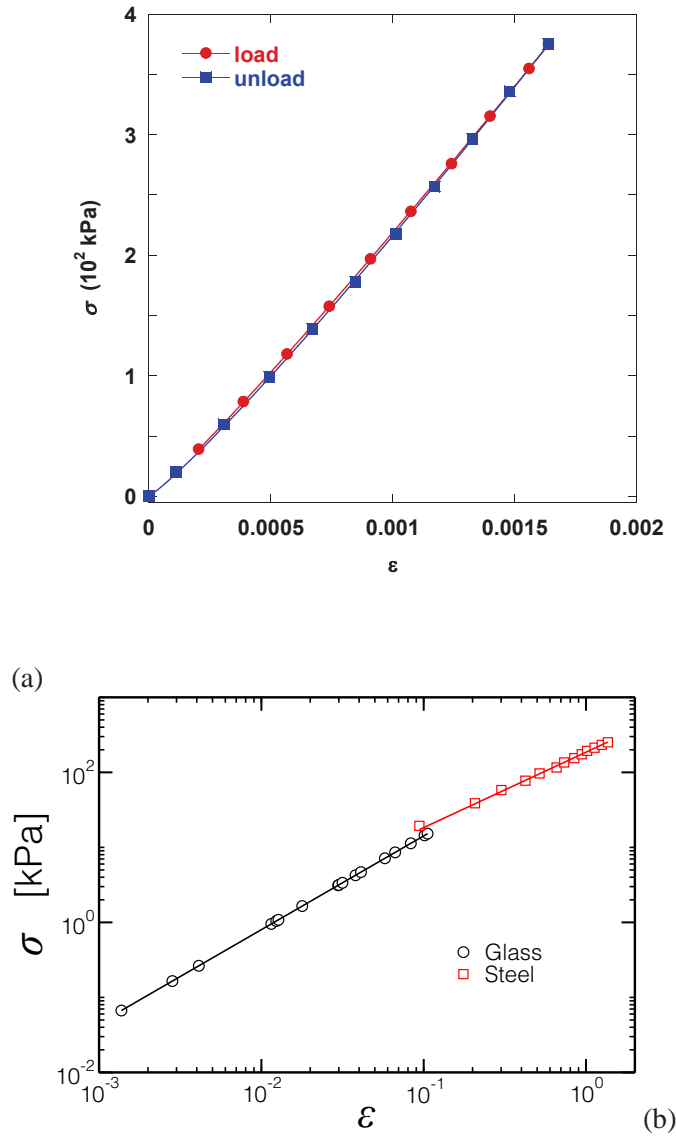 4
load
unload
3
σ (10² kPa)
2
1
0
0 0.0005 0.001 0.0015 0.002
ε
(a)
10²
σ [kPa]
10⁰
Glass
Steel
10⁻²
10⁻³ 10⁻² 10⁻¹ 10⁰
ε (b)